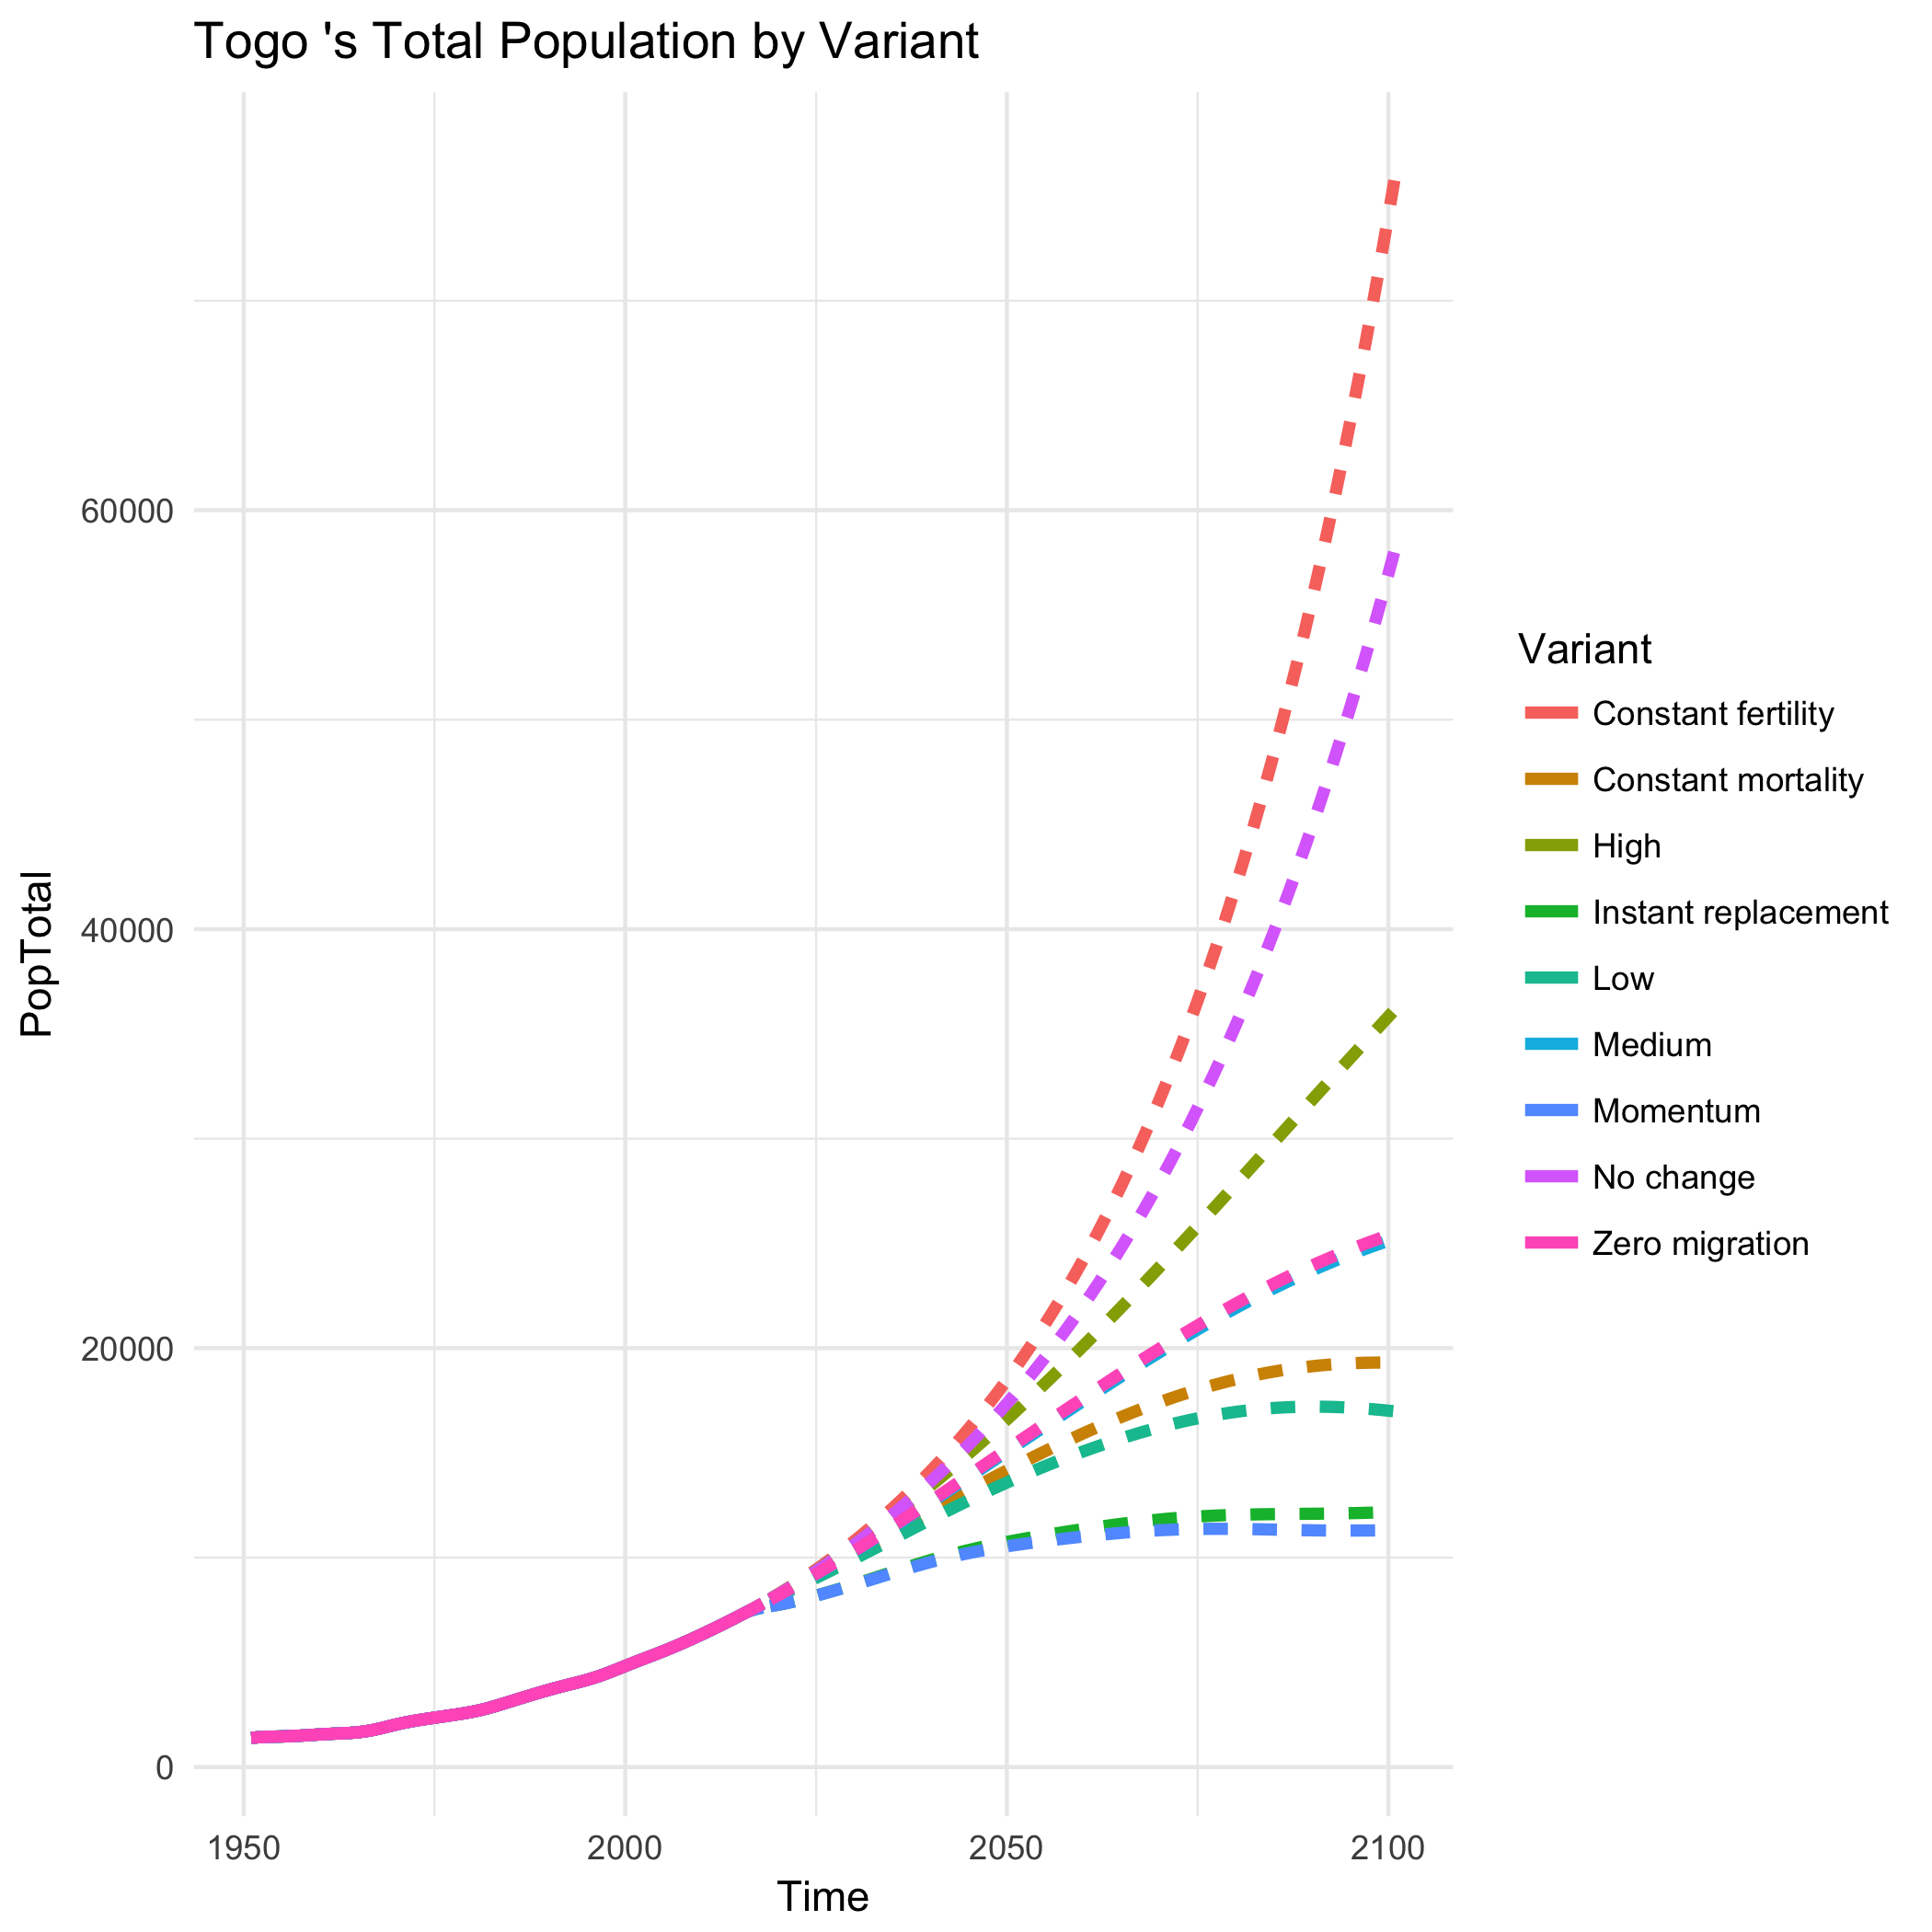 Togo 's Total Population by Variant
PopTotal
60000
40000
20000
0
1950
2000
2050
2100
Time
Variant
Constant fertility
Constant mortality
High
Instant replacement
Low
Medium
Momentum
No change
Zero migration